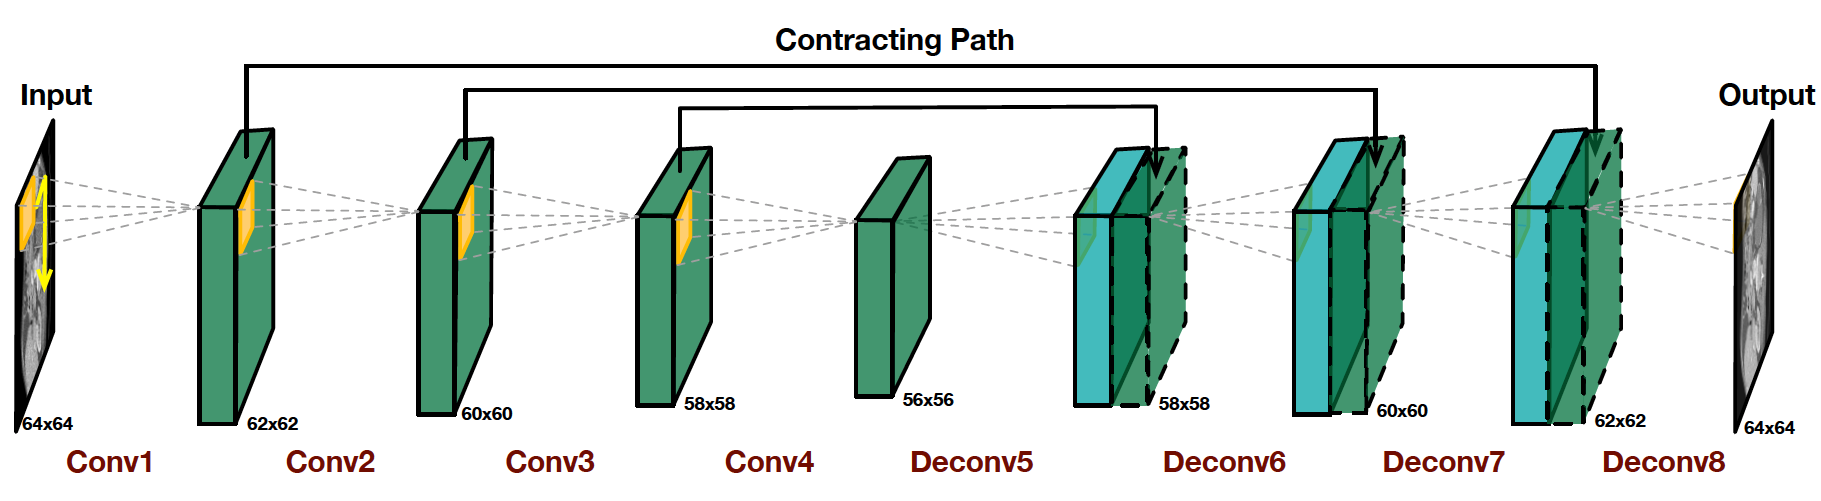 Contracting Path
Input
Output
64x64
62x62
60x60
58x58
56x56
58x58
60x60
62x62
64x64
Conv1
Conv2
Conv3
Conv4
Deconv5
Deconv6
Deconv7
Deconv8